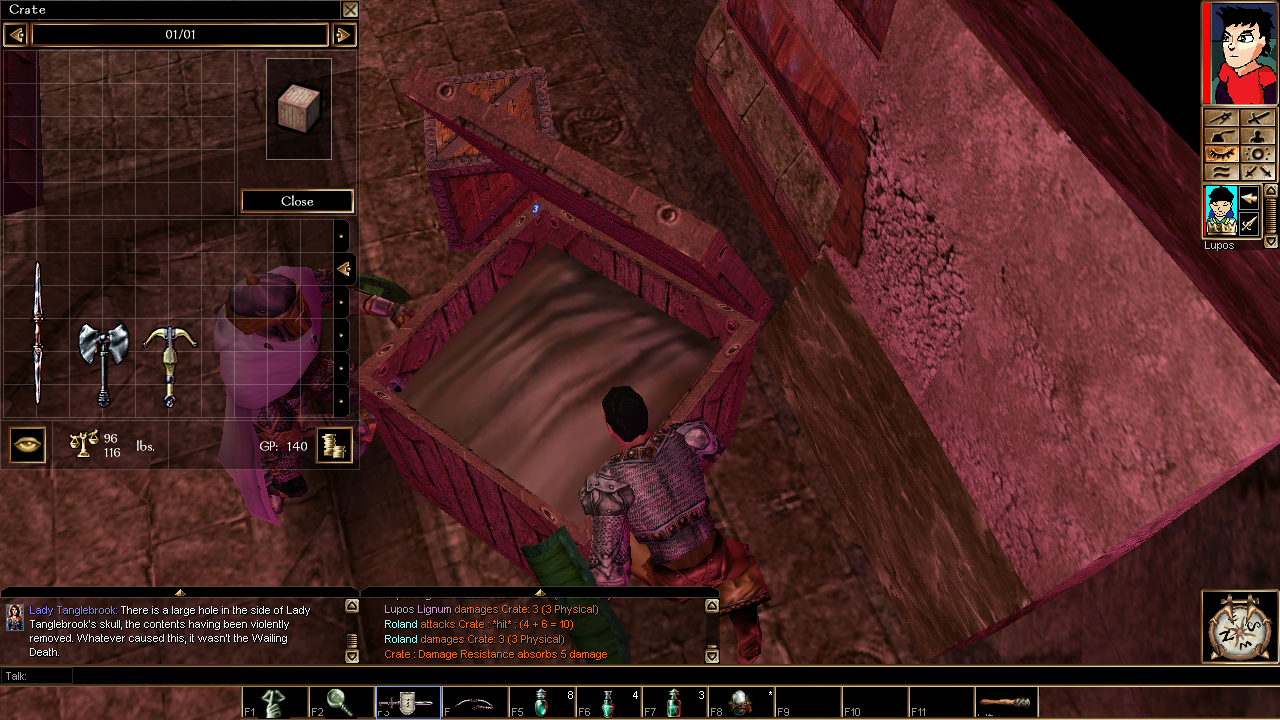 Crate
01/01
Close
96
116
lbs.
GP: 140
3
Lupos
Lady Tanglebrook: There is a large hole in the side of Lady
Tanglebrook's skull, the contents having been violently
removed. Whatever caused this, it wasn't the Wailing
Death.
Lupos Lignum damages Crate: 3 (3 Physical)
Roland attacks Crate : *hit* : (4 + 6 = 10)
Roland damages Crate: 3 (3 Physical)
Crate : Damage Resistance absorbs 5 damage
Talk:
F1
F2
F3
F
F5
8
F6
4
F7
3
F8
*
F9
F10
F11